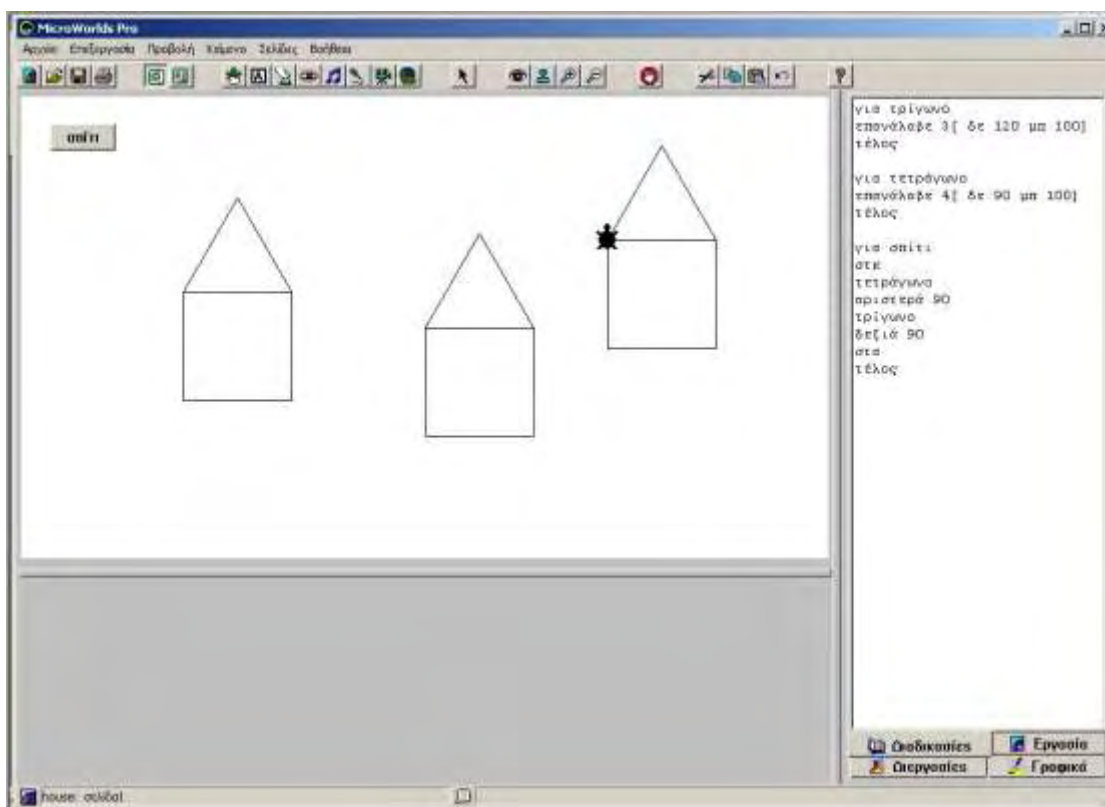 MicroWorlds Pro
Αρχείο Επεξεργασία Προβολή Κείμενο Σελίδες Βοήθεια
σπίτι
για τρίγωνο
επανάλαβε 3[ δε 120 μπ 100]
τέλος
για τετράγωνο
επανάλαβε 4[ δε 90 μπ 100]
τέλος
για σπίτι
στκ
τετράγωνο
αριστερά 90
τρίγωνο
δεξιά 90
στα
τέλος
Διαδικασίες Εργασία
Διεργασίες Γραφικά
house: σελίδα1